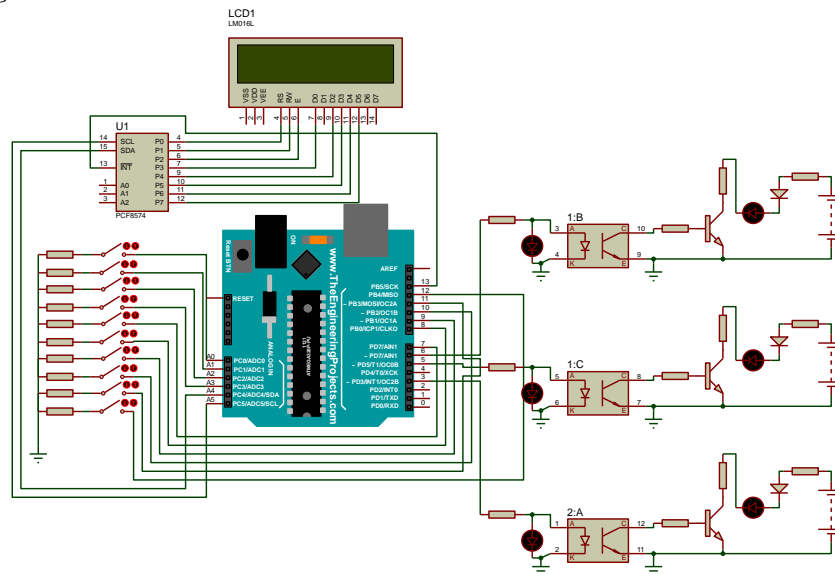 LCD1
LM016L
VSS VDD VEE RS RW E D0 D1 D2 D3 D4 D5 D6 D7
1 2 3 4 5 6 7 8 9 10 11 12 13 14
U1
14 SCL P0 4
15 SDA P1 5
P2 6
13 INT P3 7
P4 9
1 A0 P5 10
2 A1 P6 11
3 A2 P7 12
PCF8574
Reset BTN
ON
www.TheEngineeringProjects.com
ANALOG IN
RESET
AREF
PB5/SCK 13
PB4/MISO 12
~ PB3/MOSI/OC2A 11
~ PB2/OC1B 10
~ PB1/OC1A 9
PB0/ICP1/CLKO 8
PD7/AIN1 7
~ PD7/AIN1 6
~ PD5/T1/OC0B 5
PD4/T0/XCK 4
~ PD3/INT1/OC2B 3
PD2/INT0 2
PD1/TXD 1
PD0/RXD 0
A0 PC0/ADC0
A1 PC1/ADC1
A2 PC2/ADC2
A3 PC3/ADC3
A4 PC4/ADC4/SDA
A5 PC5/ADC5/SCL
1:B
3 A C 10
4 K E 9
1:C
5 A C 8
6 K E 7
2:A
1 A C 12
2 K E 11